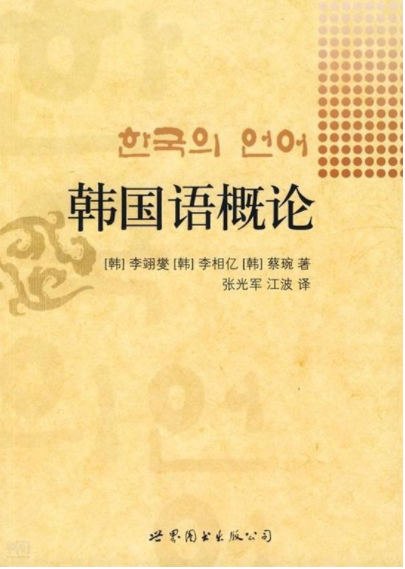 한국의 언어
韩国语概论
[韩] 李翊燮 [韩] 李相亿 [韩] 蔡琬 著
张光军 江波 译
世界图书出版公司